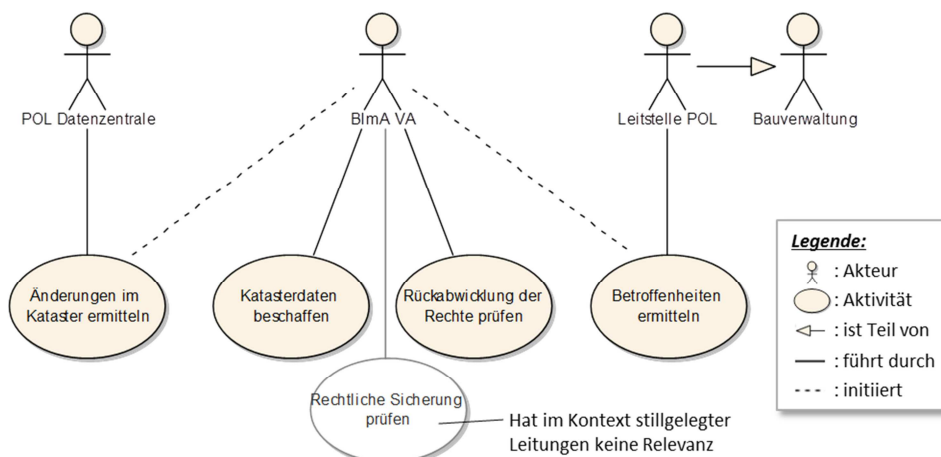 POL Datenzentrale
BImA VA
Leitstelle POL
Bauverwaltung
Änderungen im
Kataster ermitteln
Katasterdaten
beschaffen
Rückabwicklung der
Rechte prüfen
Betroffenheiten
ermitteln
Rechtliche Sicherung
prüfen
Hat im Kontext stillgelegter
Leitungen keine Relevanz
Legende:
: Akteur
: Aktivität
: ist Teil von
: führt durch
: initiiert